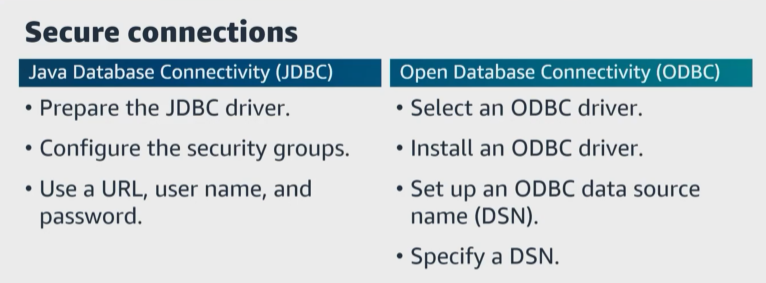 Secure connections
Java Database Connectivity (JDBC)
• Prepare the JDBC driver.
• Configure the security groups.
• Use a URL, user name, and
password.
Open Database Connectivity (ODBC)
• Select an ODBC driver.
• Install an ODBC driver.
• Set up an ODBC data source
name (DSN).
• Specify a DSN.